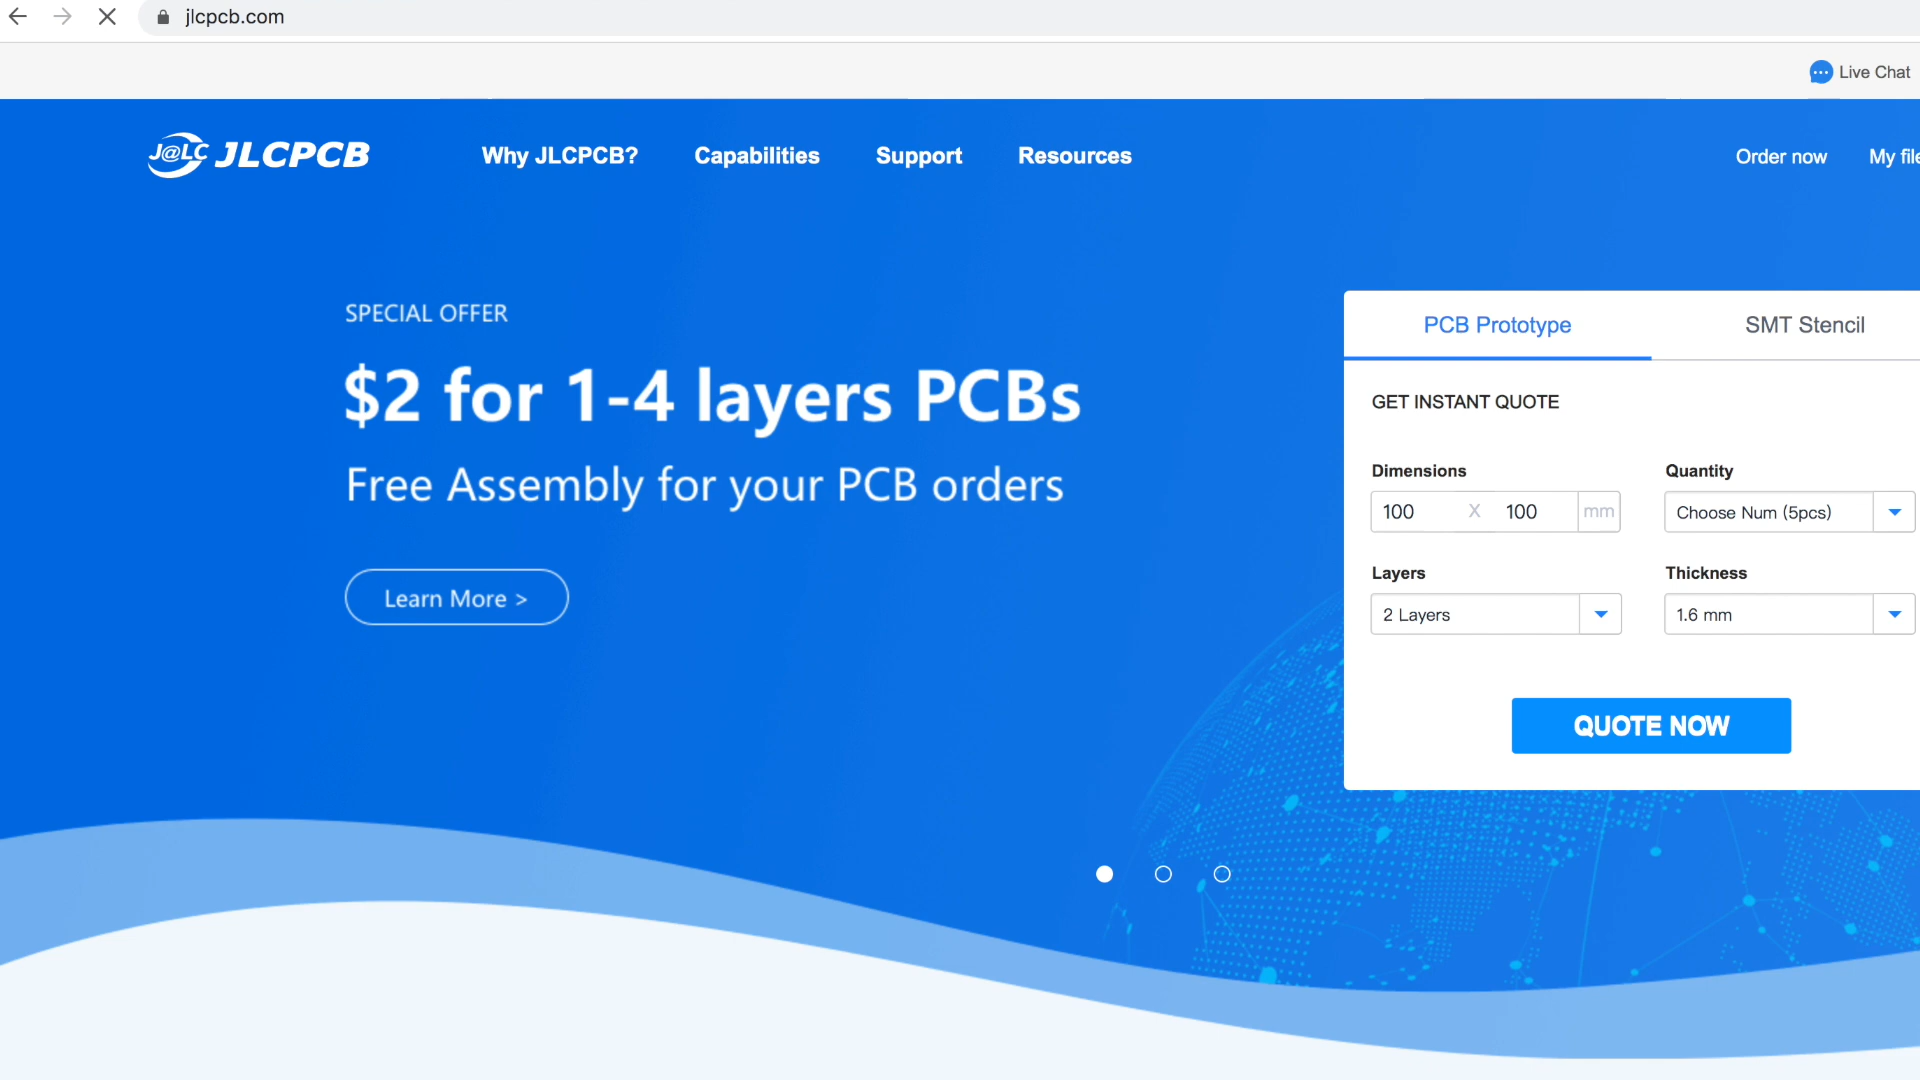 jlcpcb.com
Live Chat
J@LC JLCPCB
Why JLCPCB?
Capabilities
Support
Resources
Order now
My file
SPECIAL OFFER
$2 for 1-4 layers PCBs
Free Assembly for your PCB orders
Learn More >
PCB Prototype
SMT Stencil
GET INSTANT QUOTE
Dimensions
Quantity
100 X 100 mm
Choose Num (5pcs)
Layers
Thickness
2 Layers
1.6 mm
QUOTE NOW